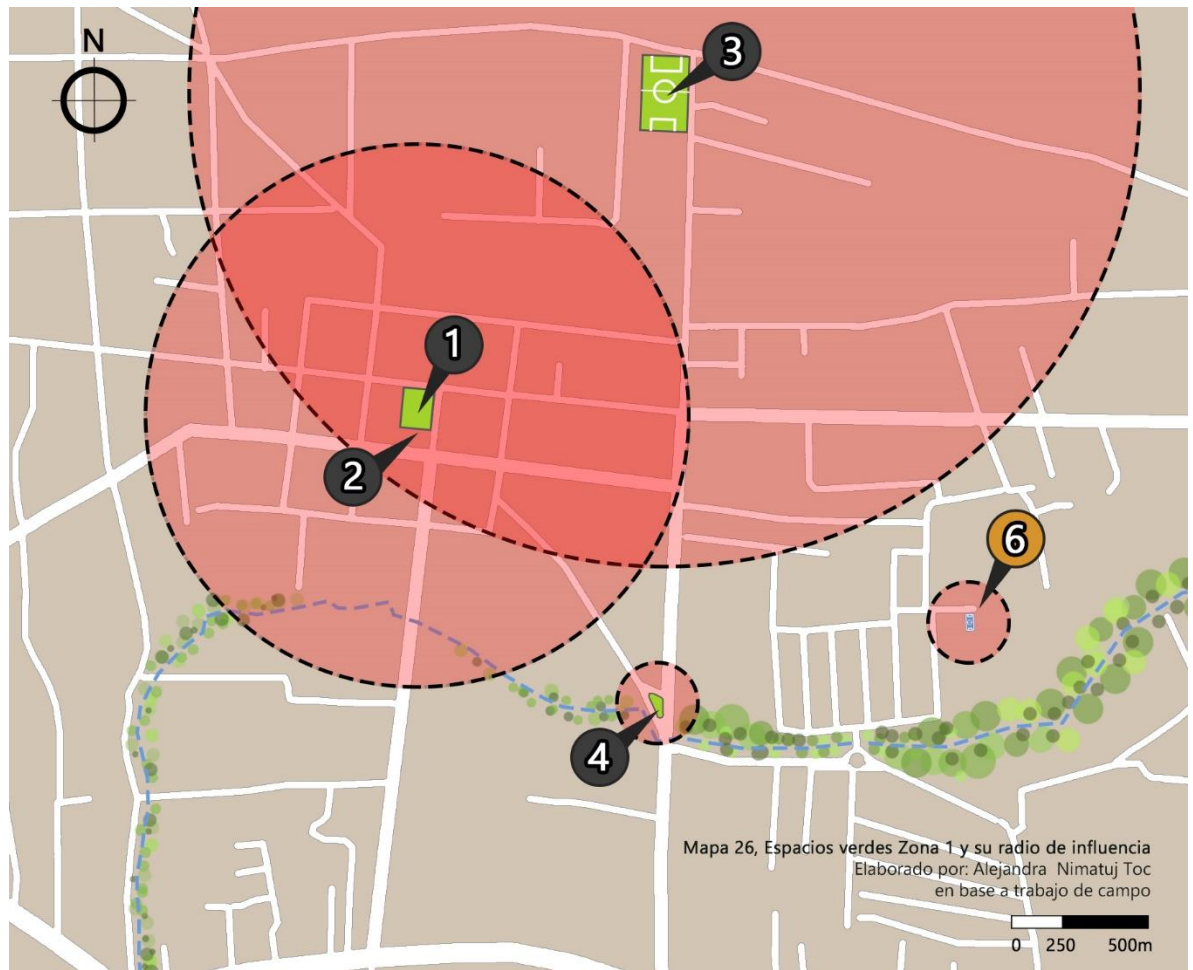 N
3
1
2
6
4
Mapa 26, Espacios verdes Zona 1 y su radio de influencia
Elaborado por: Alejandra Nimatuj Toc
en base a trabajo de campo
0 250 500m